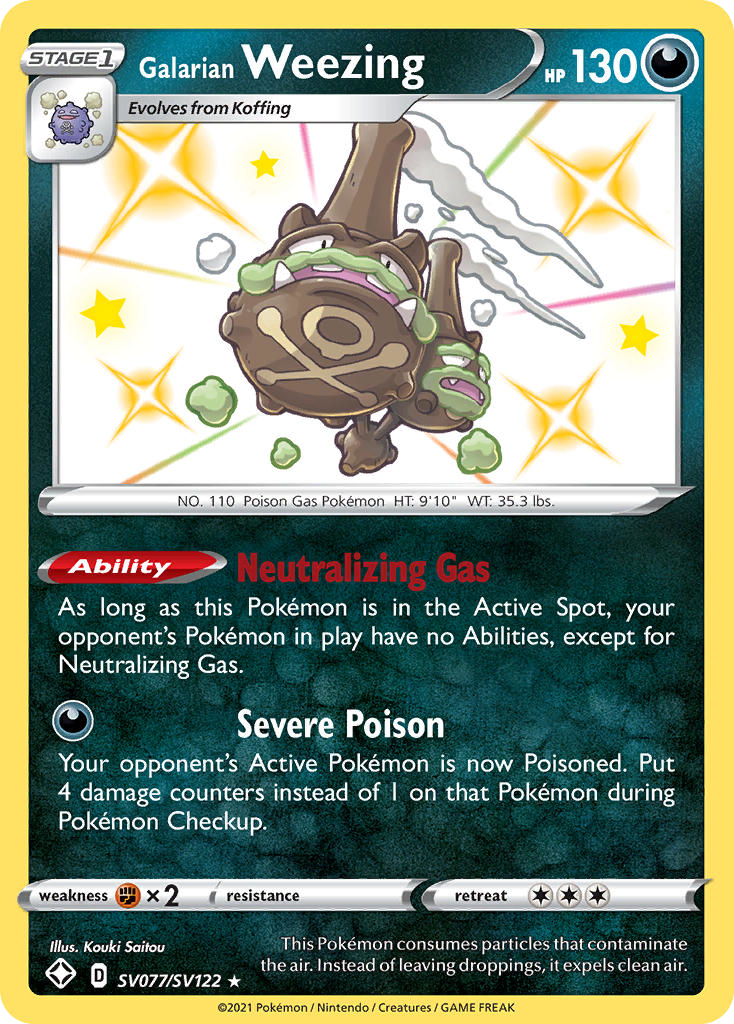 STAGE1
Galarian Weezing
HP 130
Evolves from Koffing
NO. 110 Poison Gas Pokémon HT: 9'10" WT: 35.3 lbs.
Ability Neutralizing Gas
As long as this Pokémon is in the Active Spot, your
opponent's Pokémon in play have no Abilities, except for
Neutralizing Gas.
Severe Poison
Your opponent's Active Pokémon is now Poisoned. Put
4 damage counters instead of 1 on that Pokémon during
Pokémon Checkup.
weakness ×2 resistance retreat
Illus. Kouki Saitou
This Pokémon consumes particles that contaminate
the air. Instead of leaving droppings, it expels clean air.
D SV077/SV122 ★
©2021 Pokémon / Nintendo / Creatures / GAME FREAK